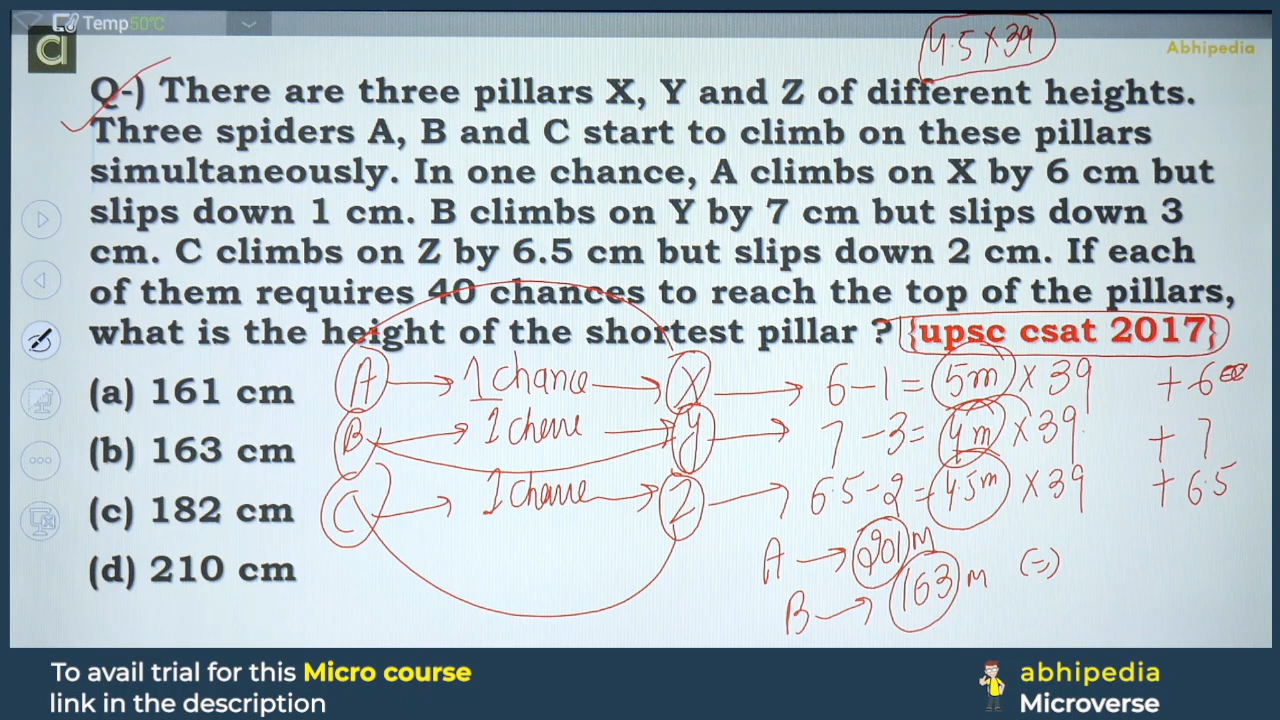 Temp50°C
4.5 × 39
Abhipedia
Q-) There are three pillars X, Y and Z of different heights.
Three spiders A, B and C start to climb on these pillars
simultaneously. In one chance, A climbs on X by 6 cm but
slips down 1 cm. B climbs on Y by 7 cm but slips down 3
cm. C climbs on Z by 6.5 cm but slips down 2 cm. If each
of them requires 40 chances to reach the top of the pillars,
what is the height of the shortest pillar ? {upsc csat 2017}
(a) 161 cm
(b) 163 cm
(c) 182 cm
(d) 210 cm
A → 1 chance → X → 6 - 1 = 5m × 39 + 6
B → 1 chance → Y → 7 - 3 = 4m × 39 + 7
C → 1 chance → Z → 6.5 - 2 = 4.5m × 39 + 6.5
A → 201 m
B → 163 m (=)
To avail trial for this Micro course
link in the description
abhipedia
Microverse